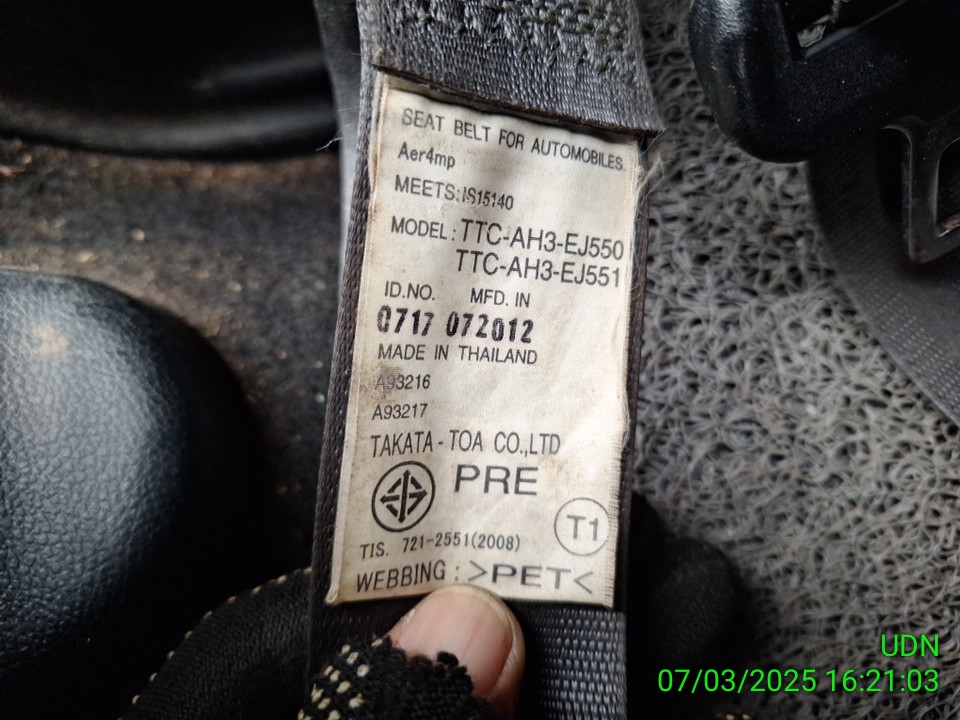 SEAT BELT FOR AUTOMOBILES
Aer4mp
MEETS:IS15140
MODEL: TTC-AH3-EJ550
TTC-AH3-EJ551
ID.NO. MFD. IN
0717 072012
MADE IN THAILAND
A93216
A93217
TAKATA-TOA CO.,LTD
PRE
T1
TIS. 721-2551(2008)
WEBBING: >PET<
UDN
07/03/2025 16:21:03